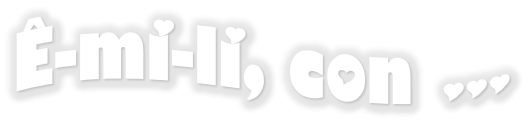 Ê-mi-li, con ,,,